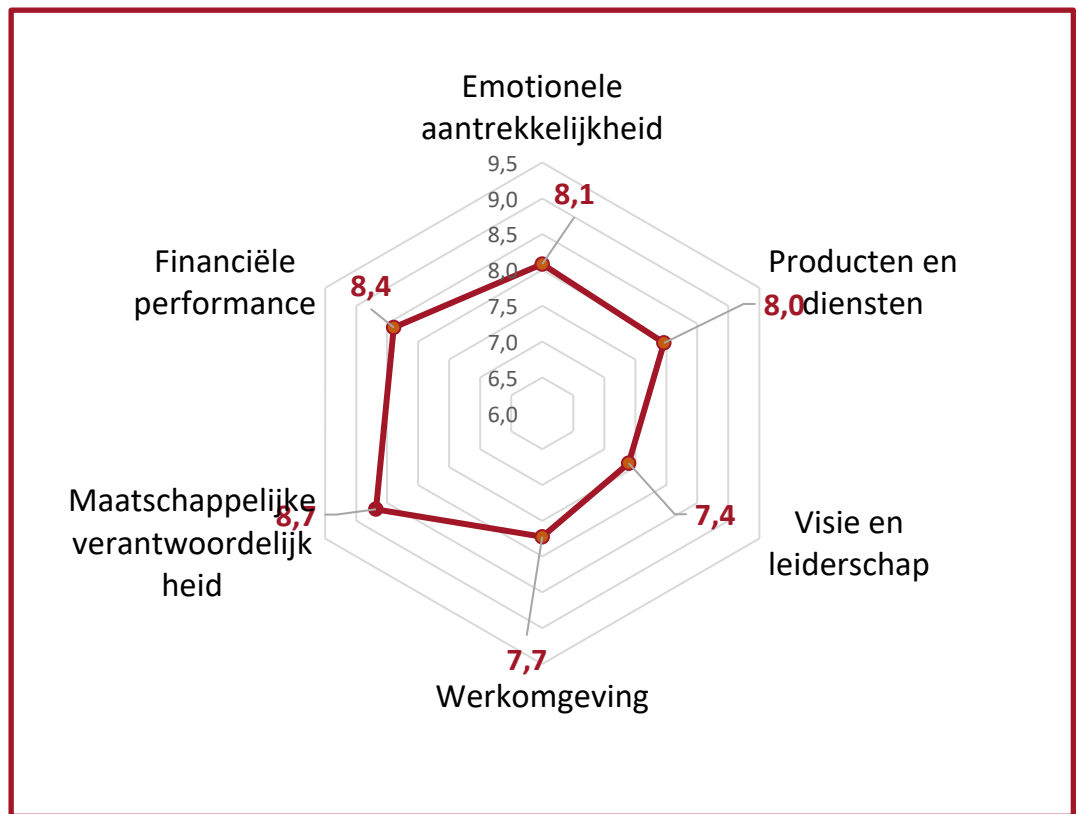 Emotionele
aantrekkelijkheid
9,5
9,0
8,5
8,0
7,5
7,0
6,5
6,0
8,1
Producten en
diensten
8,0
Visie en
leiderschap
7,4
Werkomgeving
7,7
Maatschappelijke
verantwoordelijk
heid
8,7
Financiële
performance
8,4